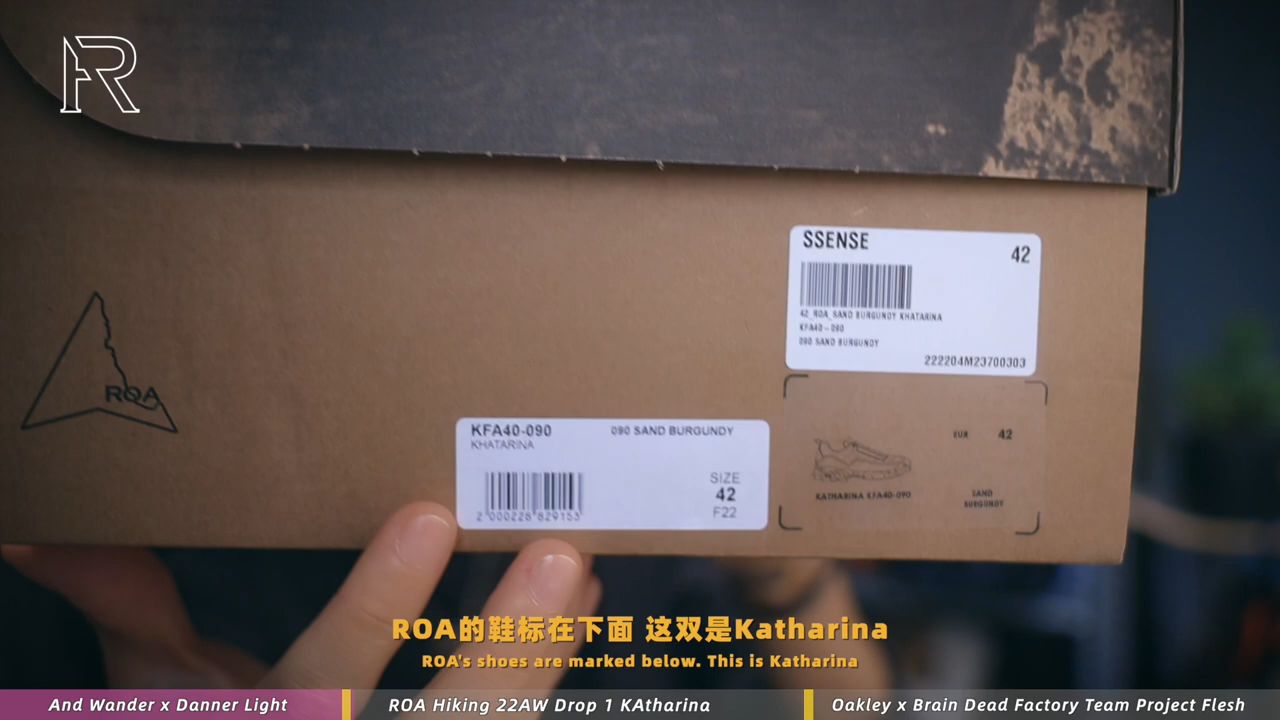 R
SSENSE
42
42_ROA_SAND BURGUNDY KHATARINA
KFA40-090
090 SAND BURGUNDY
222204M23700303
ROA
KFA40-090
090 SAND BURGUNDY
KHATARINA
SIZE
42
F22
2 000228 829153
EUR 42
KATHARINA KFA40-090
SAND
BURGUNDY
ROA的鞋标在下面 这双是Katharina
ROA's shoes are marked below. This is Katharina
And Wander x Danner Light
ROA Hiking 22AW Drop 1 KAtharina
Oakley x Brain Dead Factory Team Project Flesh